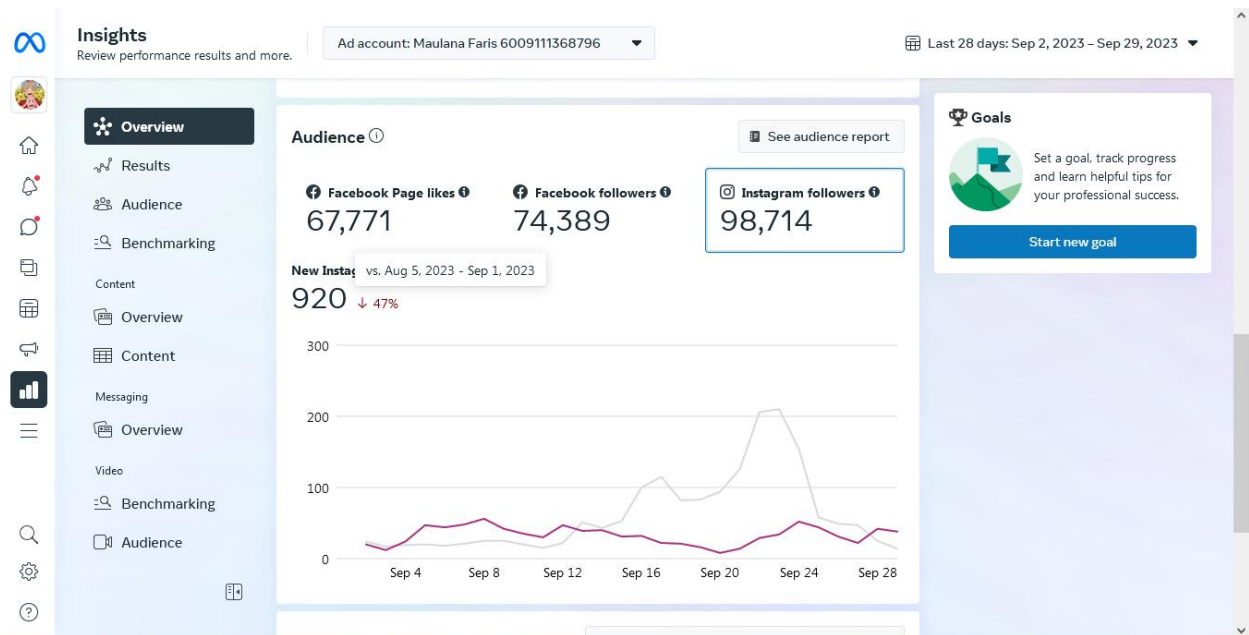 Insights
Review performance results and more.
Ad account: Maulana Faris 6009111368796
Last 28 days: Sep 2, 2023 – Sep 29, 2023
Overview
Results
Audience
Benchmarking
Content
Overview
Content
Messaging
Overview
Video
Benchmarking
Audience
Audience
See audience report
Facebook Page likes
67,771
Facebook followers
74,389
Instagram followers
98,714
New Instag
vs. Aug 5, 2023 - Sep 1, 2023
920 ↓ 47%
300
200
100
0
Sep 4 Sep 8 Sep 12 Sep 16 Sep 20 Sep 24 Sep 28
Goals
Set a goal, track progress
and learn helpful tips for
your professional success.
Start new goal